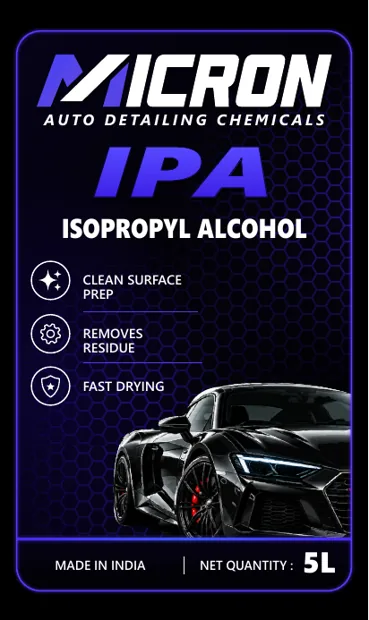 MICRON
AUTO DETAILING CHEMICALS
IPA
ISOPROPYL ALCOHOL
CLEAN SURFACE
PREP
REMOVES
RESIDUE
FAST DRYING
MADE IN INDIA | NET QUANTITY : 5L